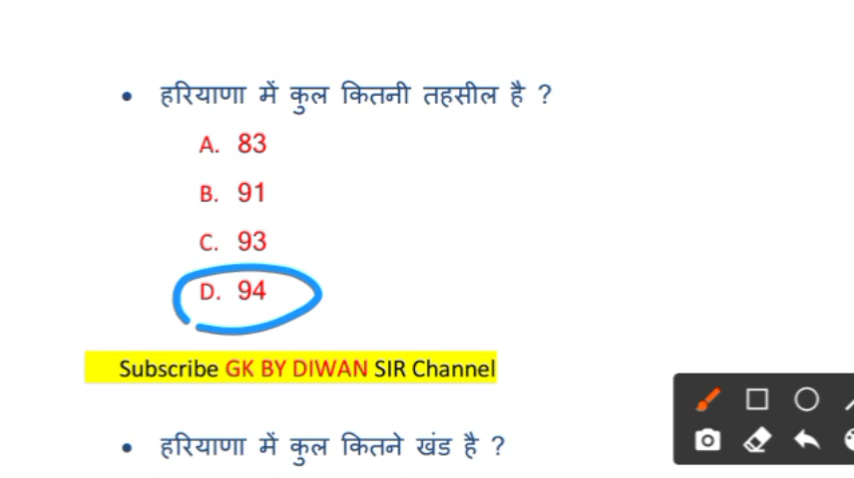 • हरियाणा में कुल कितनी तहसील है ?
A. 83
B. 91
C. 93
D. 94
Subscribe GK BY DIWAN SIR Channel
• हरियाणा में कुल कितने खंड है ?